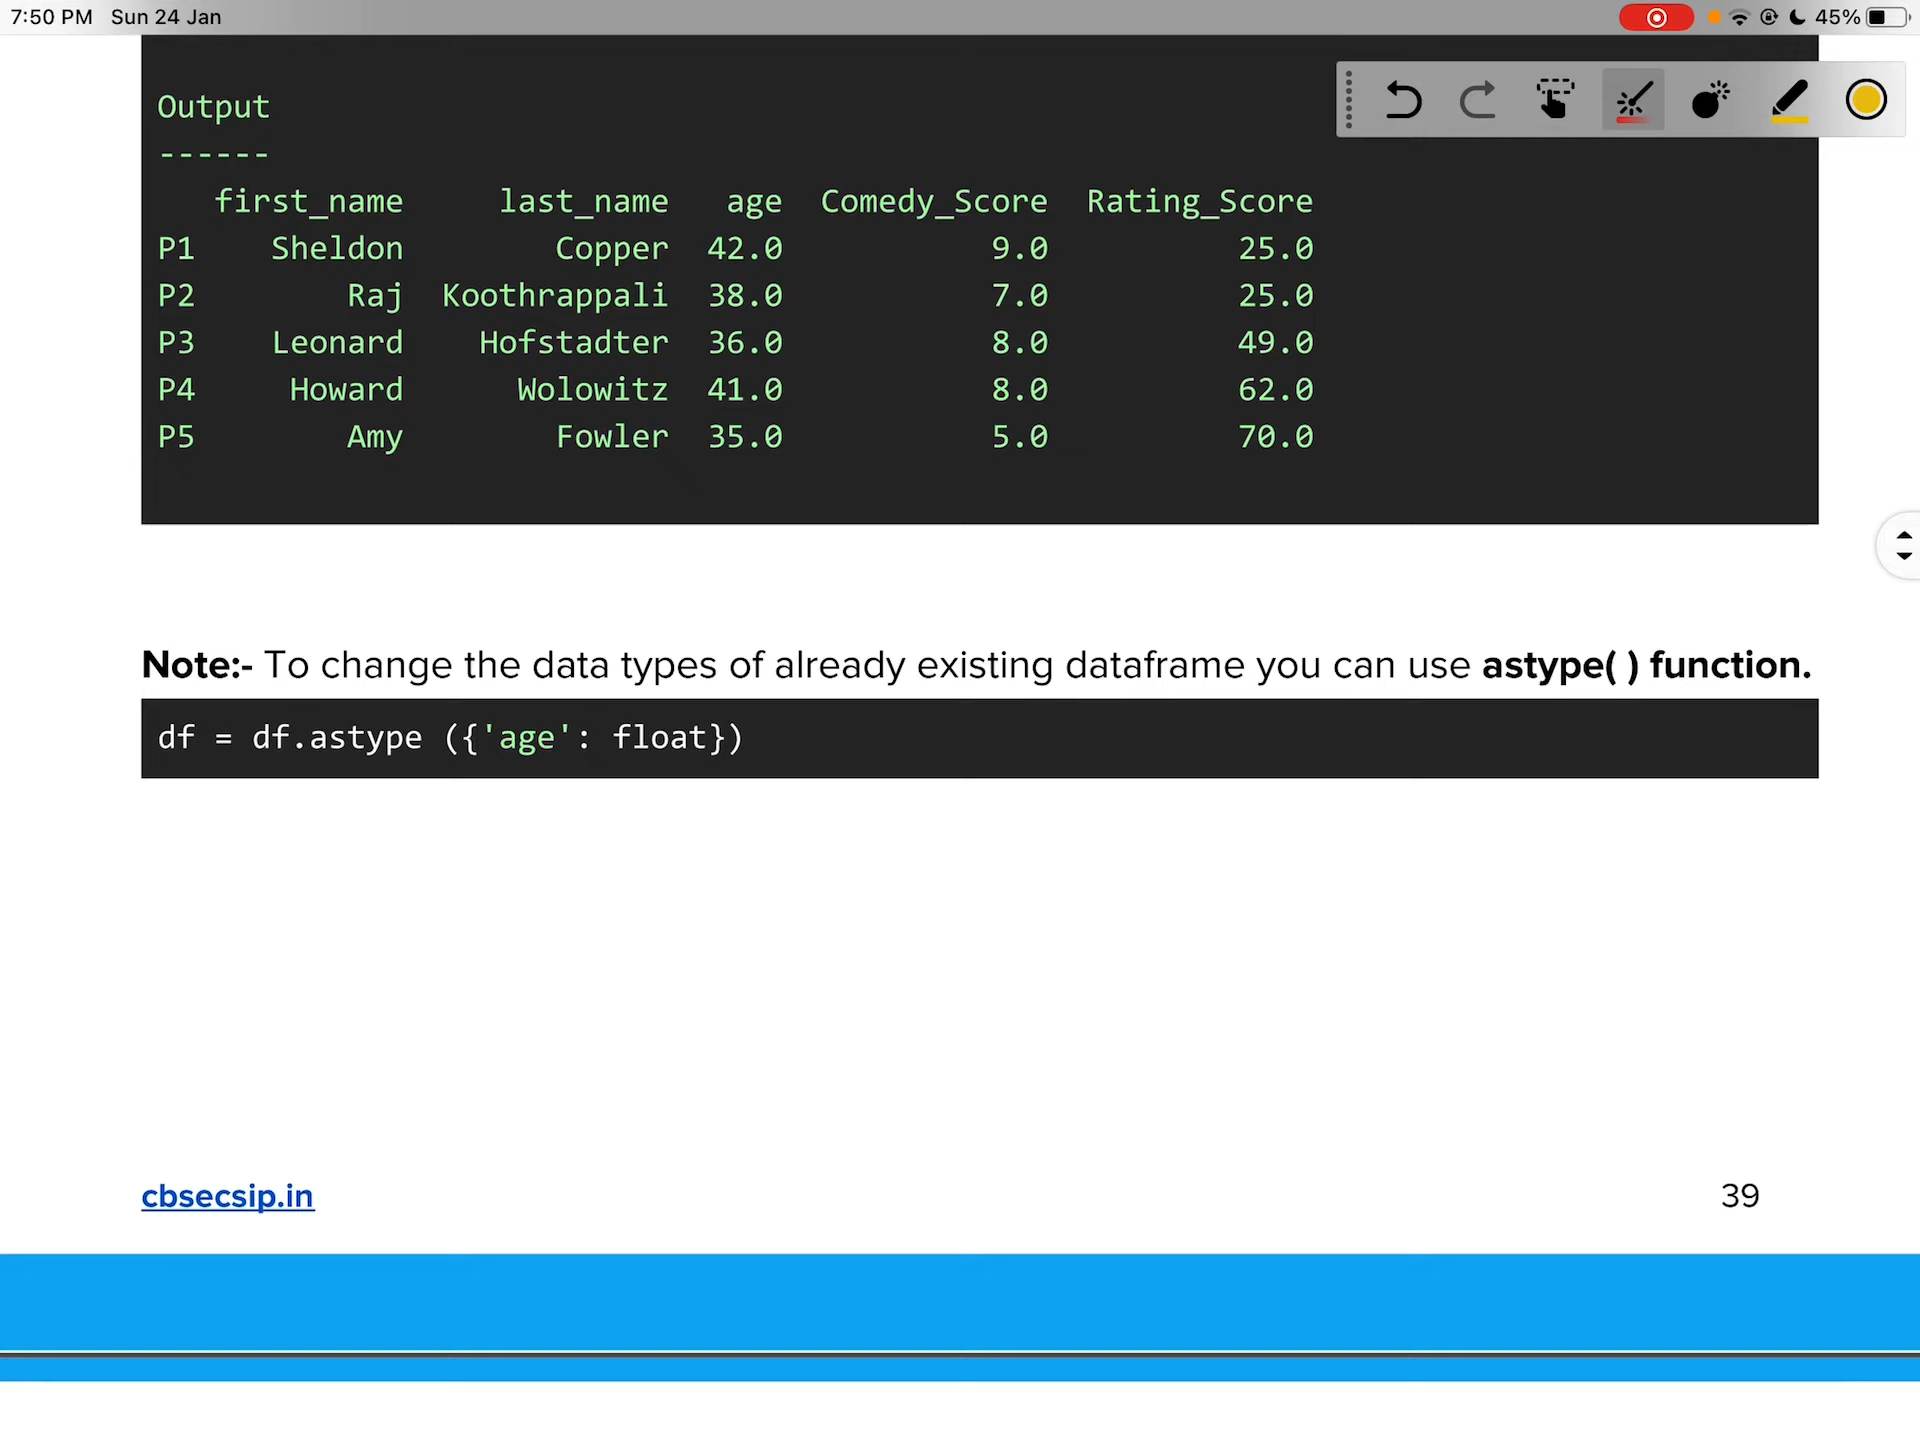 7:50 PM Sun 24 Jan 45%
Output
------
first_name last_name age Comedy_Score Rating_Score
P1 Sheldon Copper 42.0 9.0 25.0
P2 Raj Koothrappali 38.0 7.0 25.0
P3 Leonard Hofstadter 36.0 8.0 49.0
P4 Howard Wolowitz 41.0 8.0 62.0
P5 Amy Fowler 35.0 5.0 70.0
Note:- To change the data types of already existing dataframe you can use astype( ) function.
df = df.astype ({'age': float})
cbsecsip.in 39